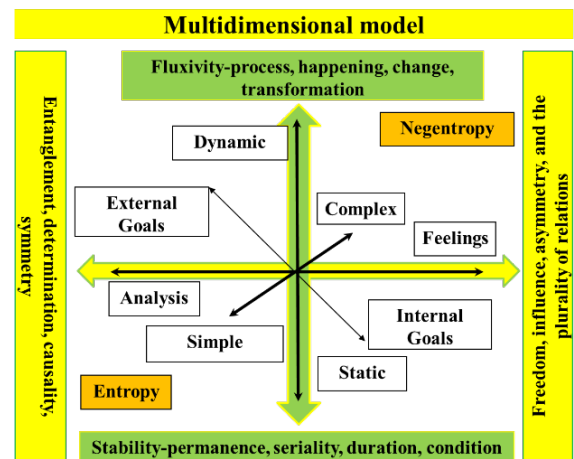 Multidimensional model
Fluxivity-process, happening, change,
transformation
Entanglement, determination, causality,
symmetry
Freedom, influence, asymmetry, and the
plurality of relations
Negentropy
Dynamic
External
Goals
Complex
Feelings
Analysis
Simple
Internal
Goals
Static
Entropy
Stability-permanence, seriality, duration, condition